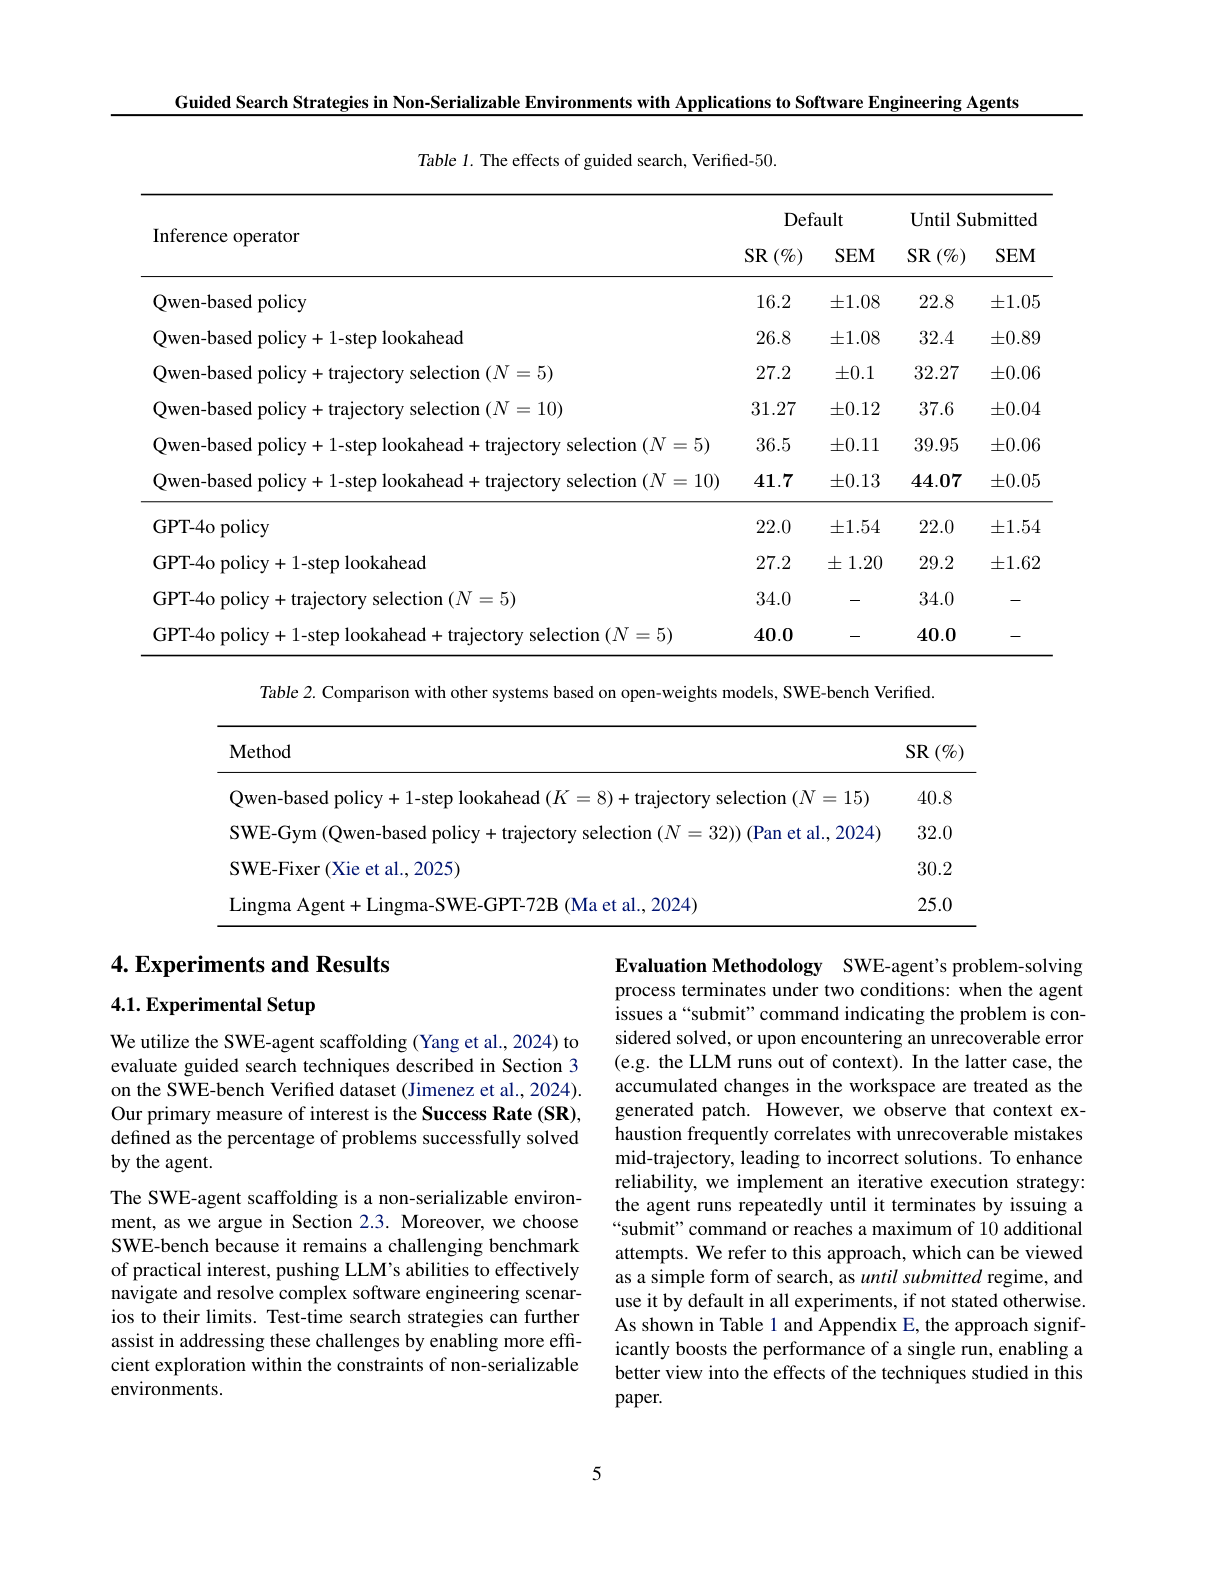 Guided Search Strategies in Non-Serializable Environments with Applications to Software Engineering Agents
Table 1. The effects of guided search, Verified-50.
Inference operator Default Until Submitted
SR (%) SEM SR (%) SEM
Qwen-based policy 16.2 ±1.08 22.8 ±1.05
Qwen-based policy + 1-step lookahead 26.8 ±1.08 32.4 ±0.89
Qwen-based policy + trajectory selection (N = 5) 27.2 ±0.1 32.27 ±0.06
Qwen-based policy + trajectory selection (N = 10) 31.27 ±0.12 37.6 ±0.04
Qwen-based policy + 1-step lookahead + trajectory selection (N = 5) 36.5 ±0.11 39.95 ±0.06
Qwen-based policy + 1-step lookahead + trajectory selection (N = 10) 41.7 ±0.13 44.07 ±0.05
GPT-4o policy 22.0 ±1.54 22.0 ±1.54
GPT-4o policy + 1-step lookahead 27.2 ± 1.20 29.2 ±1.62
GPT-4o policy + trajectory selection (N = 5) 34.0 – 34.0 –
GPT-4o policy + 1-step lookahead + trajectory selection (N = 5) 40.0 – 40.0 –
Table 2. Comparison with other systems based on open-weights models, SWE-bench Verified.
Method SR (%)
Qwen-based policy + 1-step lookahead (K = 8) + trajectory selection (N = 15) 40.8
SWE-Gym (Qwen-based policy + trajectory selection (N = 32)) (Pan et al., 2024) 32.0
SWE-Fixer (Xie et al., 2025) 30.2
Lingma Agent + Lingma-SWE-GPT-72B (Ma et al., 2024) 25.0
4. Experiments and Results
4.1. Experimental Setup
We utilize the SWE-agent scaffolding (Yang et al., 2024) to
evaluate guided search techniques described in Section 3
on the SWE-bench Verified dataset (Jimenez et al., 2024).
Our primary measure of interest is the Success Rate (SR),
defined as the percentage of problems successfully solved
by the agent.
The SWE-agent scaffolding is a non-serializable environ-
ment, as we argue in Section 2.3. Moreover, we choose
SWE-bench because it remains a challenging benchmark
of practical interest, pushing LLM's abilities to effectively
navigate and resolve complex software engineering scenar-
ios to their limits. Test-time search strategies can further
assist in addressing these challenges by enabling more effi-
cient exploration within the constraints of non-serializable
environments.
Evaluation Methodology SWE-agent's problem-solving
process terminates under two conditions: when the agent
issues a “submit” command indicating the problem is con-
sidered solved, or upon encountering an unrecoverable error
(e.g. the LLM runs out of context). In the latter case, the
accumulated changes in the workspace are treated as the
generated patch. However, we observe that context ex-
haustion frequently correlates with unrecoverable mistakes
mid-trajectory, leading to incorrect solutions. To enhance
reliability, we implement an iterative execution strategy:
the agent runs repeatedly until it terminates by issuing a
“submit” command or reaches a maximum of 10 additional
attempts. We refer to this approach, which can be viewed
as a simple form of search, as until submitted regime, and
use it by default in all experiments, if not stated otherwise.
As shown in Table 1 and Appendix E, the approach signif-
icantly boosts the performance of a single run, enabling a
better view into the effects of the techniques studied in this
paper.
5